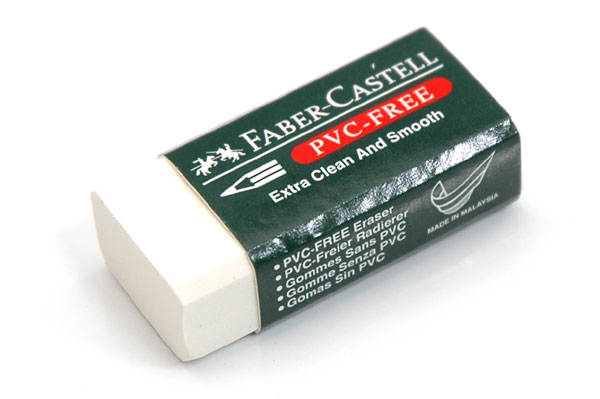 FABER-CASTELL
PVC-FREE
Extra Clean And Smooth
• PVC-FREE Eraser
• PVC-Freier Radierer
• Gommes Sans PVC
• Gomme Senza PVC
• Gomas Sin PVC
MADE IN MALAYSIA